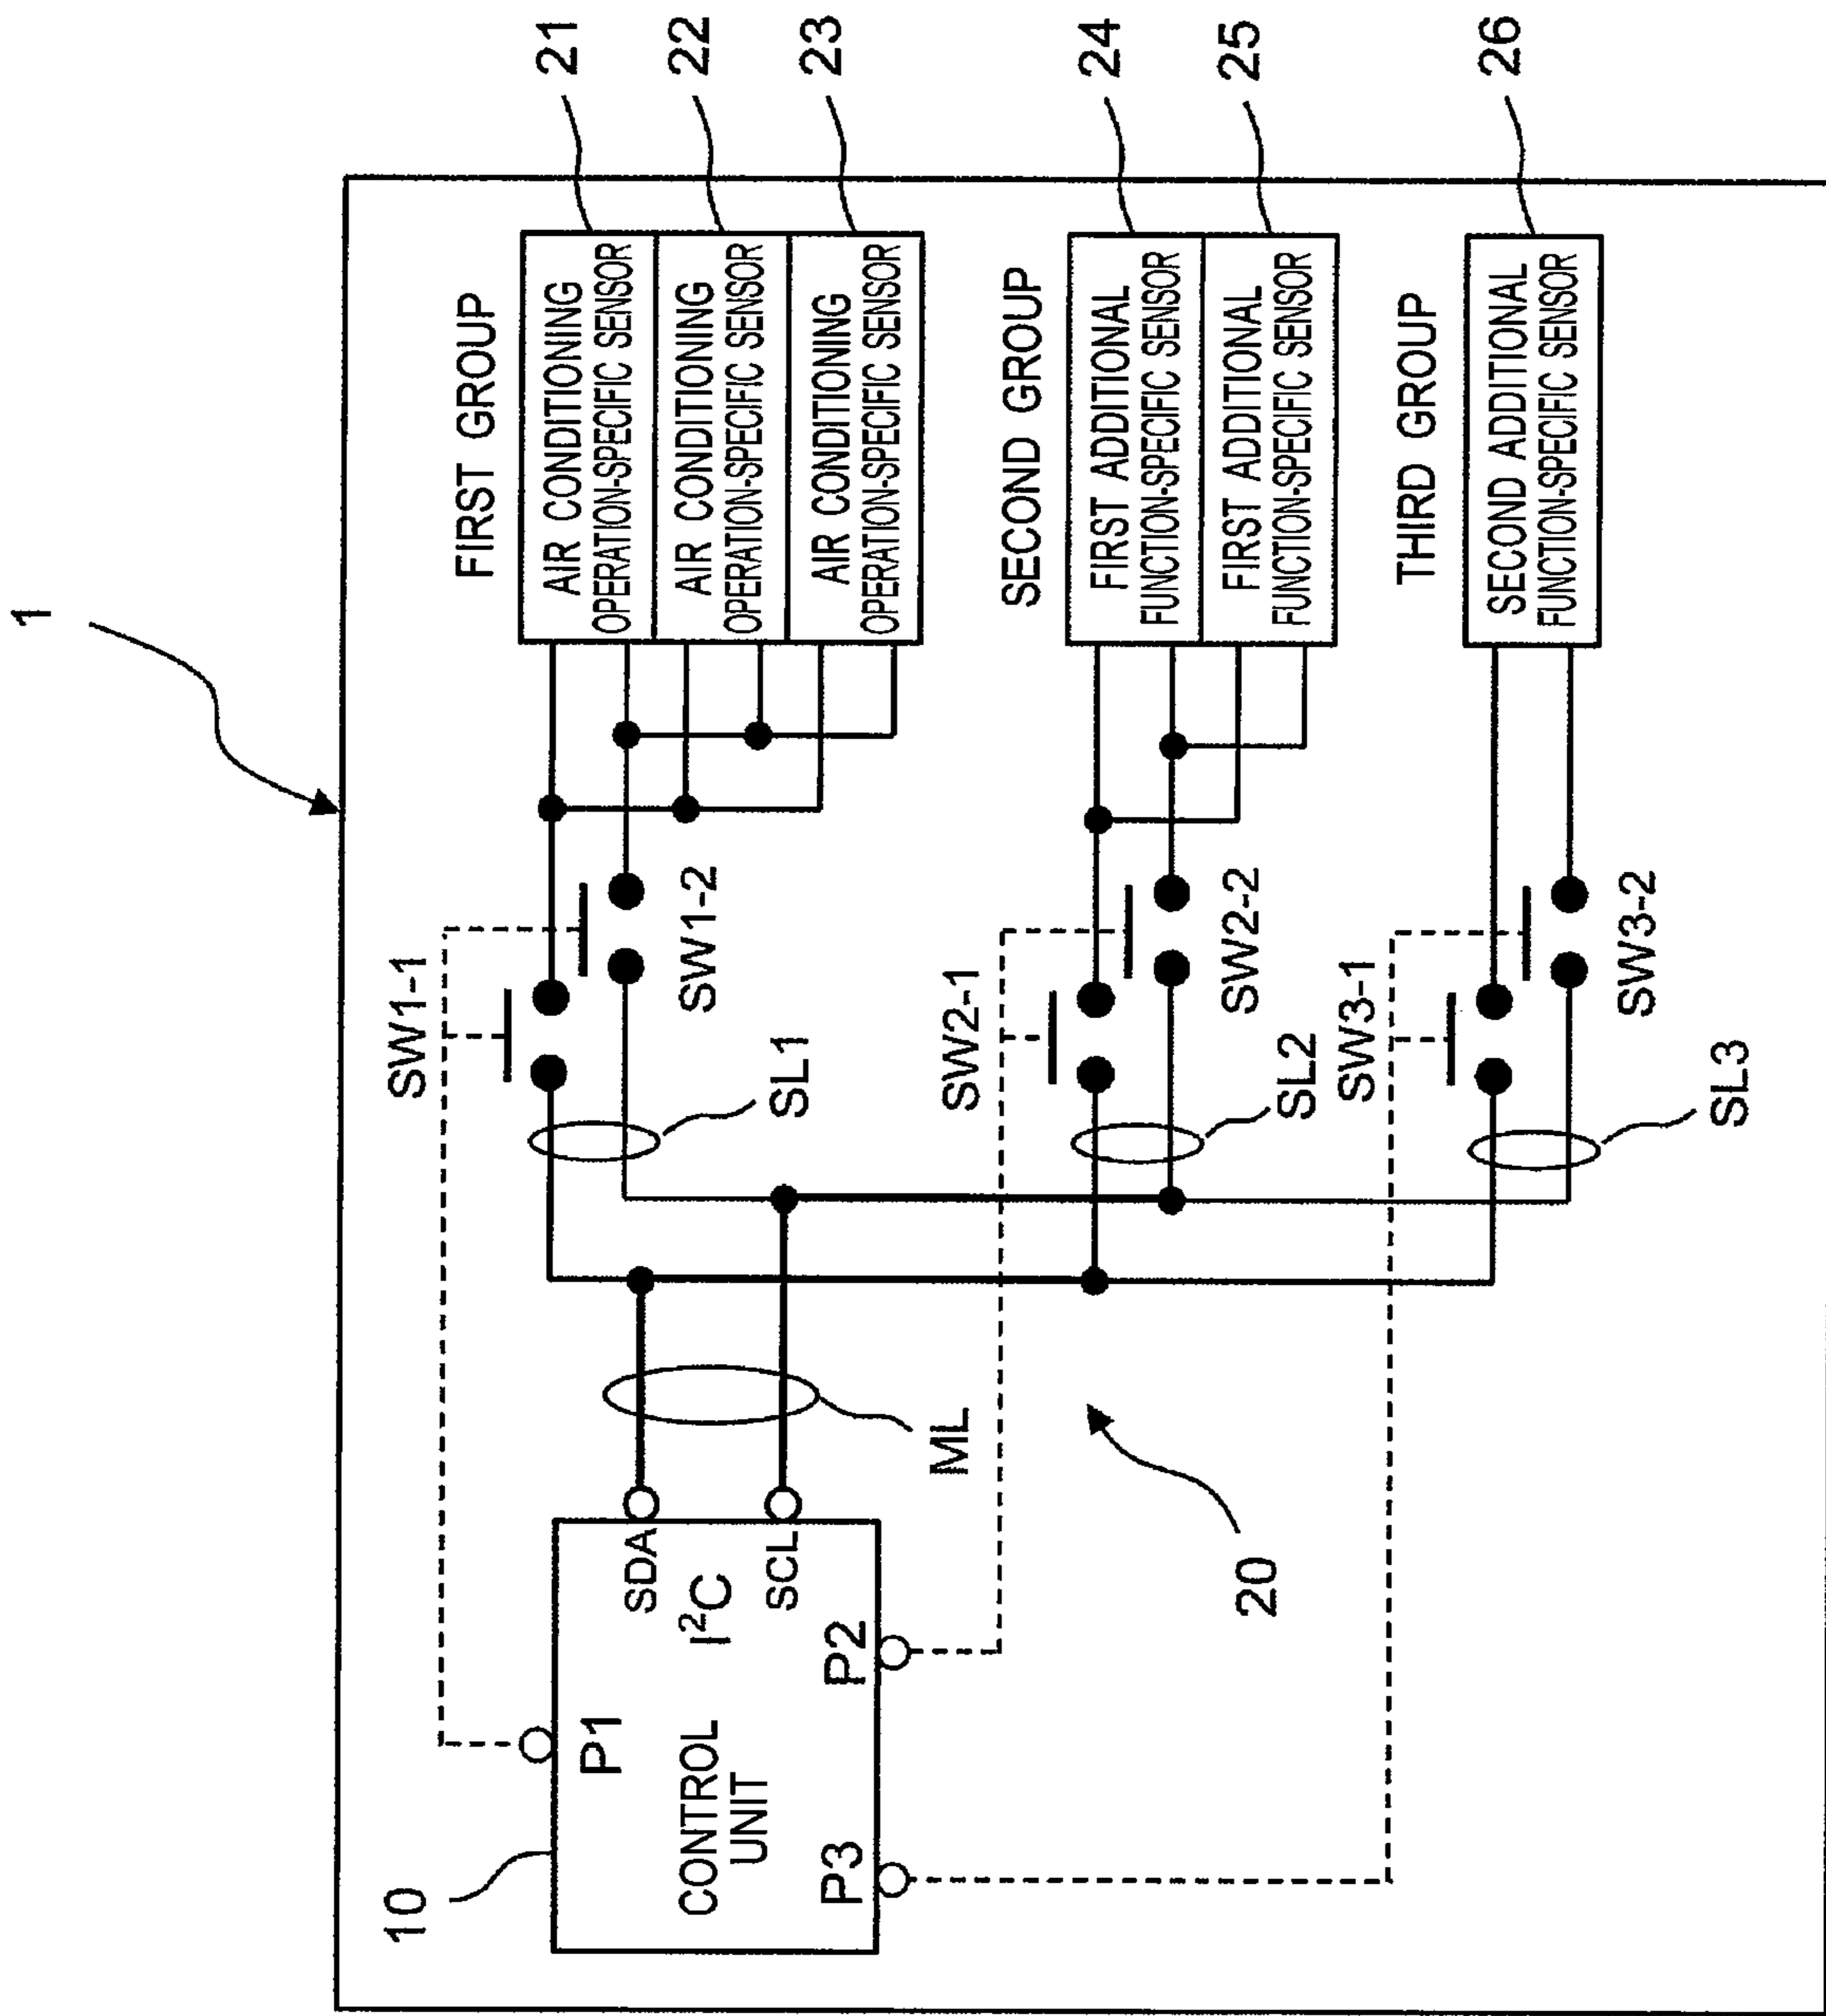 1
FIRST GROUP
AIR CONDITIONING
OPERATION-SPECIFIC SENSOR
21
AIR CONDITIONING
OPERATION-SPECIFIC SENSOR
22
AIR CONDITIONING
OPERATION-SPECIFIC SENSOR
23
SW1-1
SW1-2
SL1
10
P1
CONTROL
UNIT
SDA
I²C
SCL
P2
P3
ML
SECOND GROUP
FIRST ADDITIONAL
FUNCTION-SPECIFIC SENSOR
24
FIRST ADDITIONAL
FUNCTION-SPECIFIC SENSOR
25
SW2-1
SW2-2
SL2
20
THIRD GROUP
SECOND ADDITIONAL
FUNCTION-SPECIFIC SENSOR
26
SW3-1
SW3-2
SL3